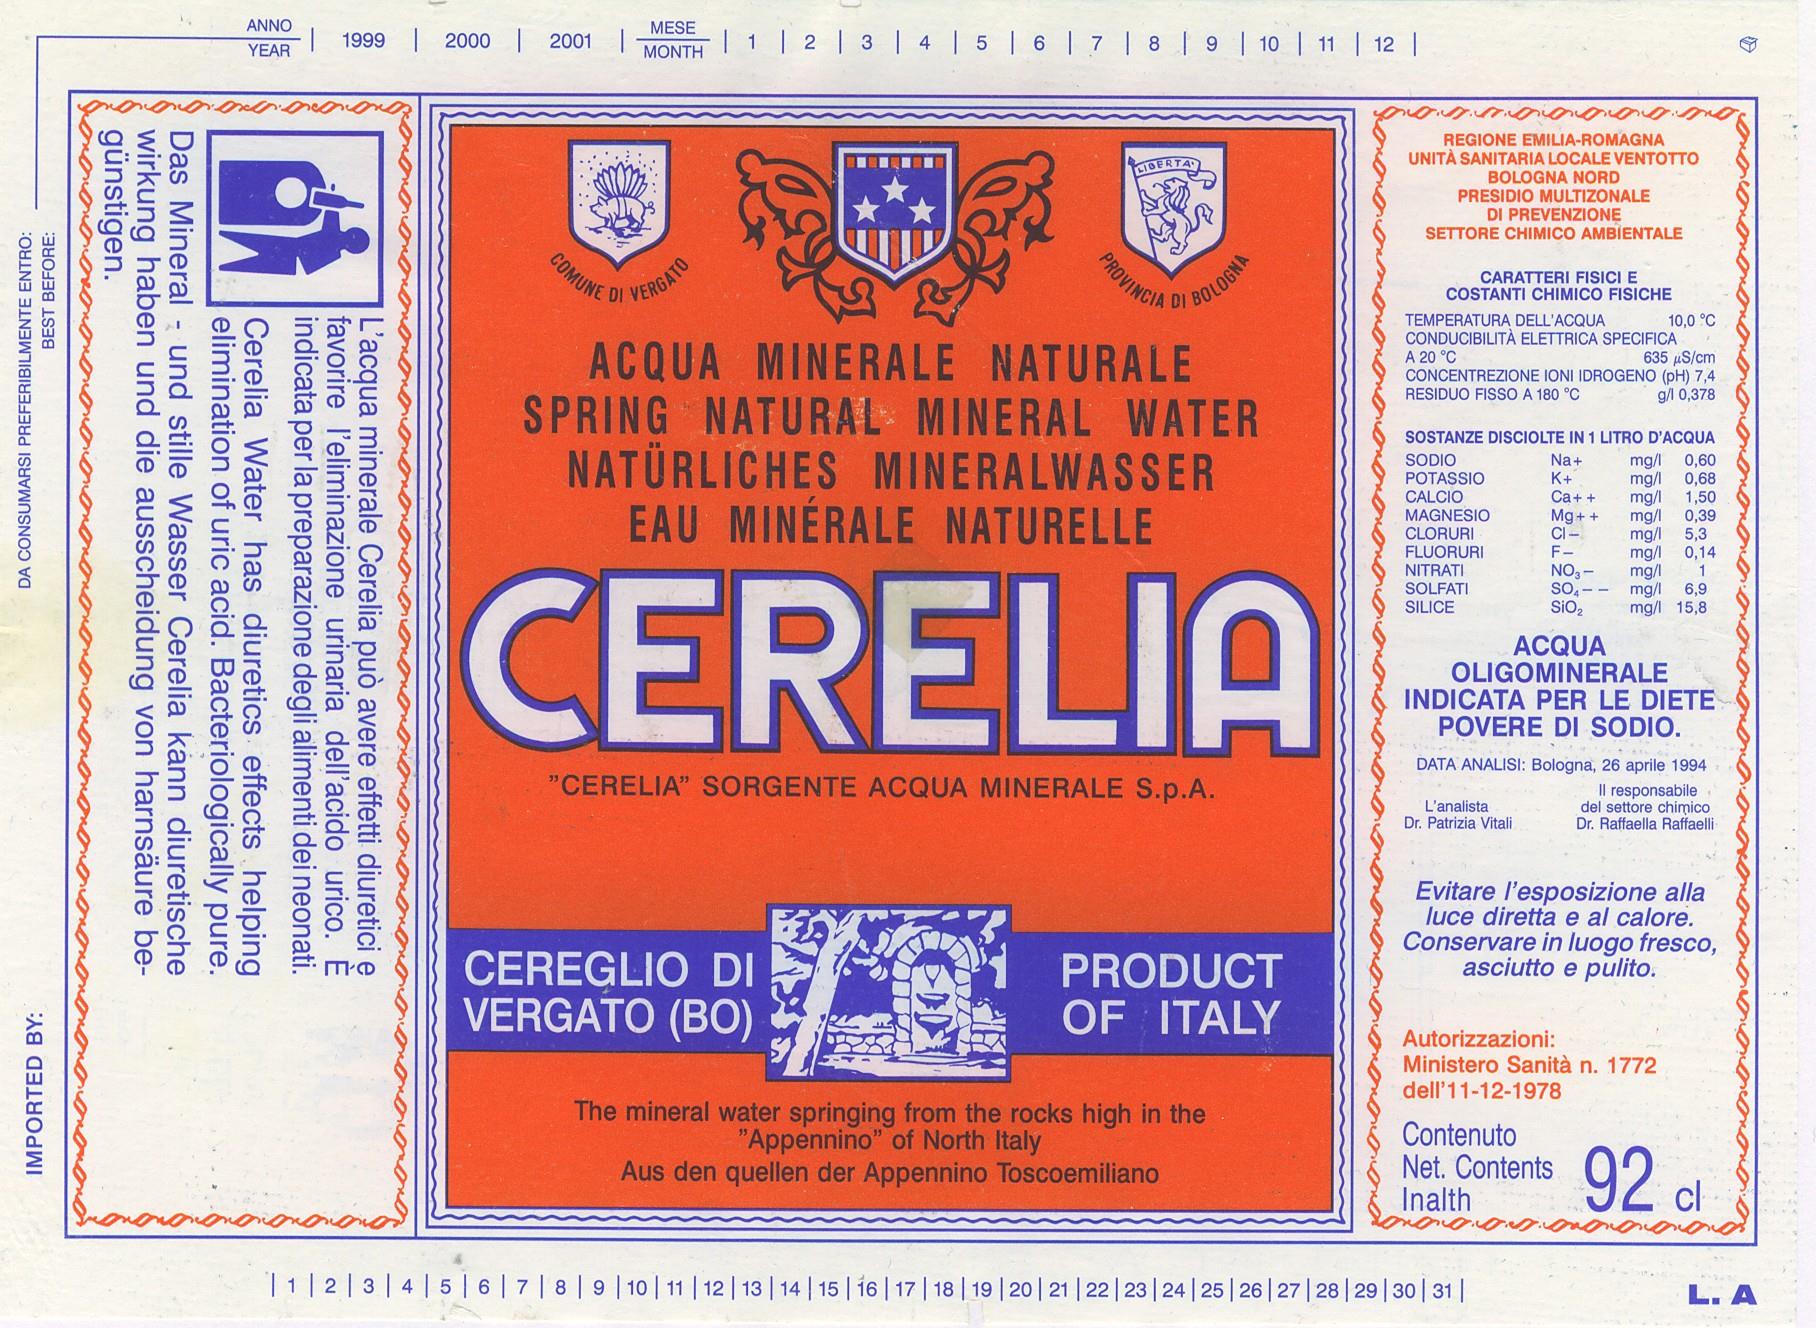 ANNO
YEAR
| 1999 | 2000 | 2001 |
MESE
MONTH
| 1 | 2 | 3 | 4 | 5 | 6 | 7 | 8 | 9 | 10 | 11 | 12 |
DA CONSUMARSI PREFERIBILMENTE ENTRO:
BEST BEFORE:
IMPORTED BY:
L'acqua minerale Cerelia può avere effetti diuretici e
favorire l'eliminazione urinaria dell'acido urico. È
indicata per la preparazione degli alimenti dei neonati.
Cerelia Water has diuretics effects helping
elimination of uric acid. Bacteriologically pure.
Das Mineral - und stille Wasser Cerelia kann diuretische
wirkung haben und die ausscheidung von harnsäure be-
günstigen.
COMUNE DI VERGATO
LIBERTA'
PROVINCIA DI BOLOGNA
ACQUA MINERALE NATURALE
SPRING NATURAL MINERAL WATER
NATÜRLICHES MINERALWASSER
EAU MINÉRALE NATURELLE
CERELIA
"CERELIA" SORGENTE ACQUA MINERALE S.p.A.
CEREGLIO DI
VERGATO (BO)
PRODUCT
OF ITALY
The mineral water springing from the rocks high in the
"Appennino" of North Italy
Aus den quellen der Appennino Toscoemiliano
REGIONE EMILIA-ROMAGNA
UNITÀ SANITARIA LOCALE VENTOTTO
BOLOGNA NORD
PRESIDIO MULTIZONALE
DI PREVENZIONE
SETTORE CHIMICO AMBIENTALE
CARATTERI FISICI E
COSTANTI CHIMICO FISICHE
TEMPERATURA DELL'ACQUA 10,0 °C
CONDUCIBILITÀ ELETTRICA SPECIFICA
A 20 °C 635 µS/cm
CONCENTREZIONE IONI IDROGENO (pH) 7,4
RESIDUO FISSO A 180 °C g/l 0,378
SOSTANZE DISCIOLTE IN 1 LITRO D'ACQUA
SODIO Na+ mg/l 0,60
POTASSIO K+ mg/l 0,68
CALCIO Ca++ mg/l 1,50
MAGNESIO Mg++ mg/l 0,39
CLORURI Cl− mg/l 5,3
FLUORURI F− mg/l 0,14
NITRATI NO₃− mg/l 1
SOLFATI SO₄−− mg/l 6,9
SILICE SiO₂ mg/l 15,8
ACQUA
OLIGOMINERALE
INDICATA PER LE DIETE
POVERE DI SODIO.
DATA ANALISI: Bologna, 26 aprile 1994
L'analista
Dr. Patrizia Vitali
Il responsabile
del settore chimico
Dr. Raffaella Raffaelli
Evitare l'esposizione alla
luce diretta e al calore.
Conservare in luogo fresco,
asciutto e pulito.
Autorizzazioni:
Ministero Sanità n. 1772
dell'11-12-1978
Contenuto
Net. Contents
Inalth
92 cl
| 1 | 2 | 3 | 4 | 5 | 6 | 7 | 8 | 9 | 10 | 11 | 12 | 13 | 14 | 15 | 16 | 17 | 18 | 19 | 20 | 21 | 22 | 23 | 24 | 25 | 26 | 27 | 28 | 29 | 30 | 31 |
L. A